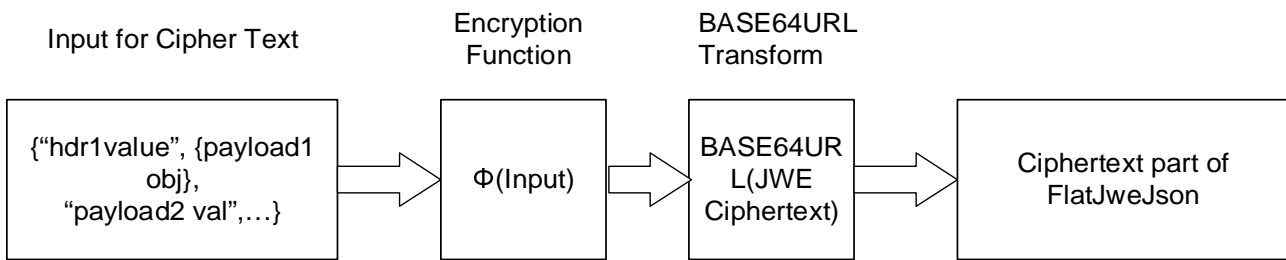 Input for Cipher Text
Encryption
Function
BASE64URL
Transform
{“hdr1value”, {payload1
obj},
“payload2 val”,…}
Φ(Input)
BASE64UR
L(JWE
Ciphertext)
Ciphertext part of
FlatJweJson